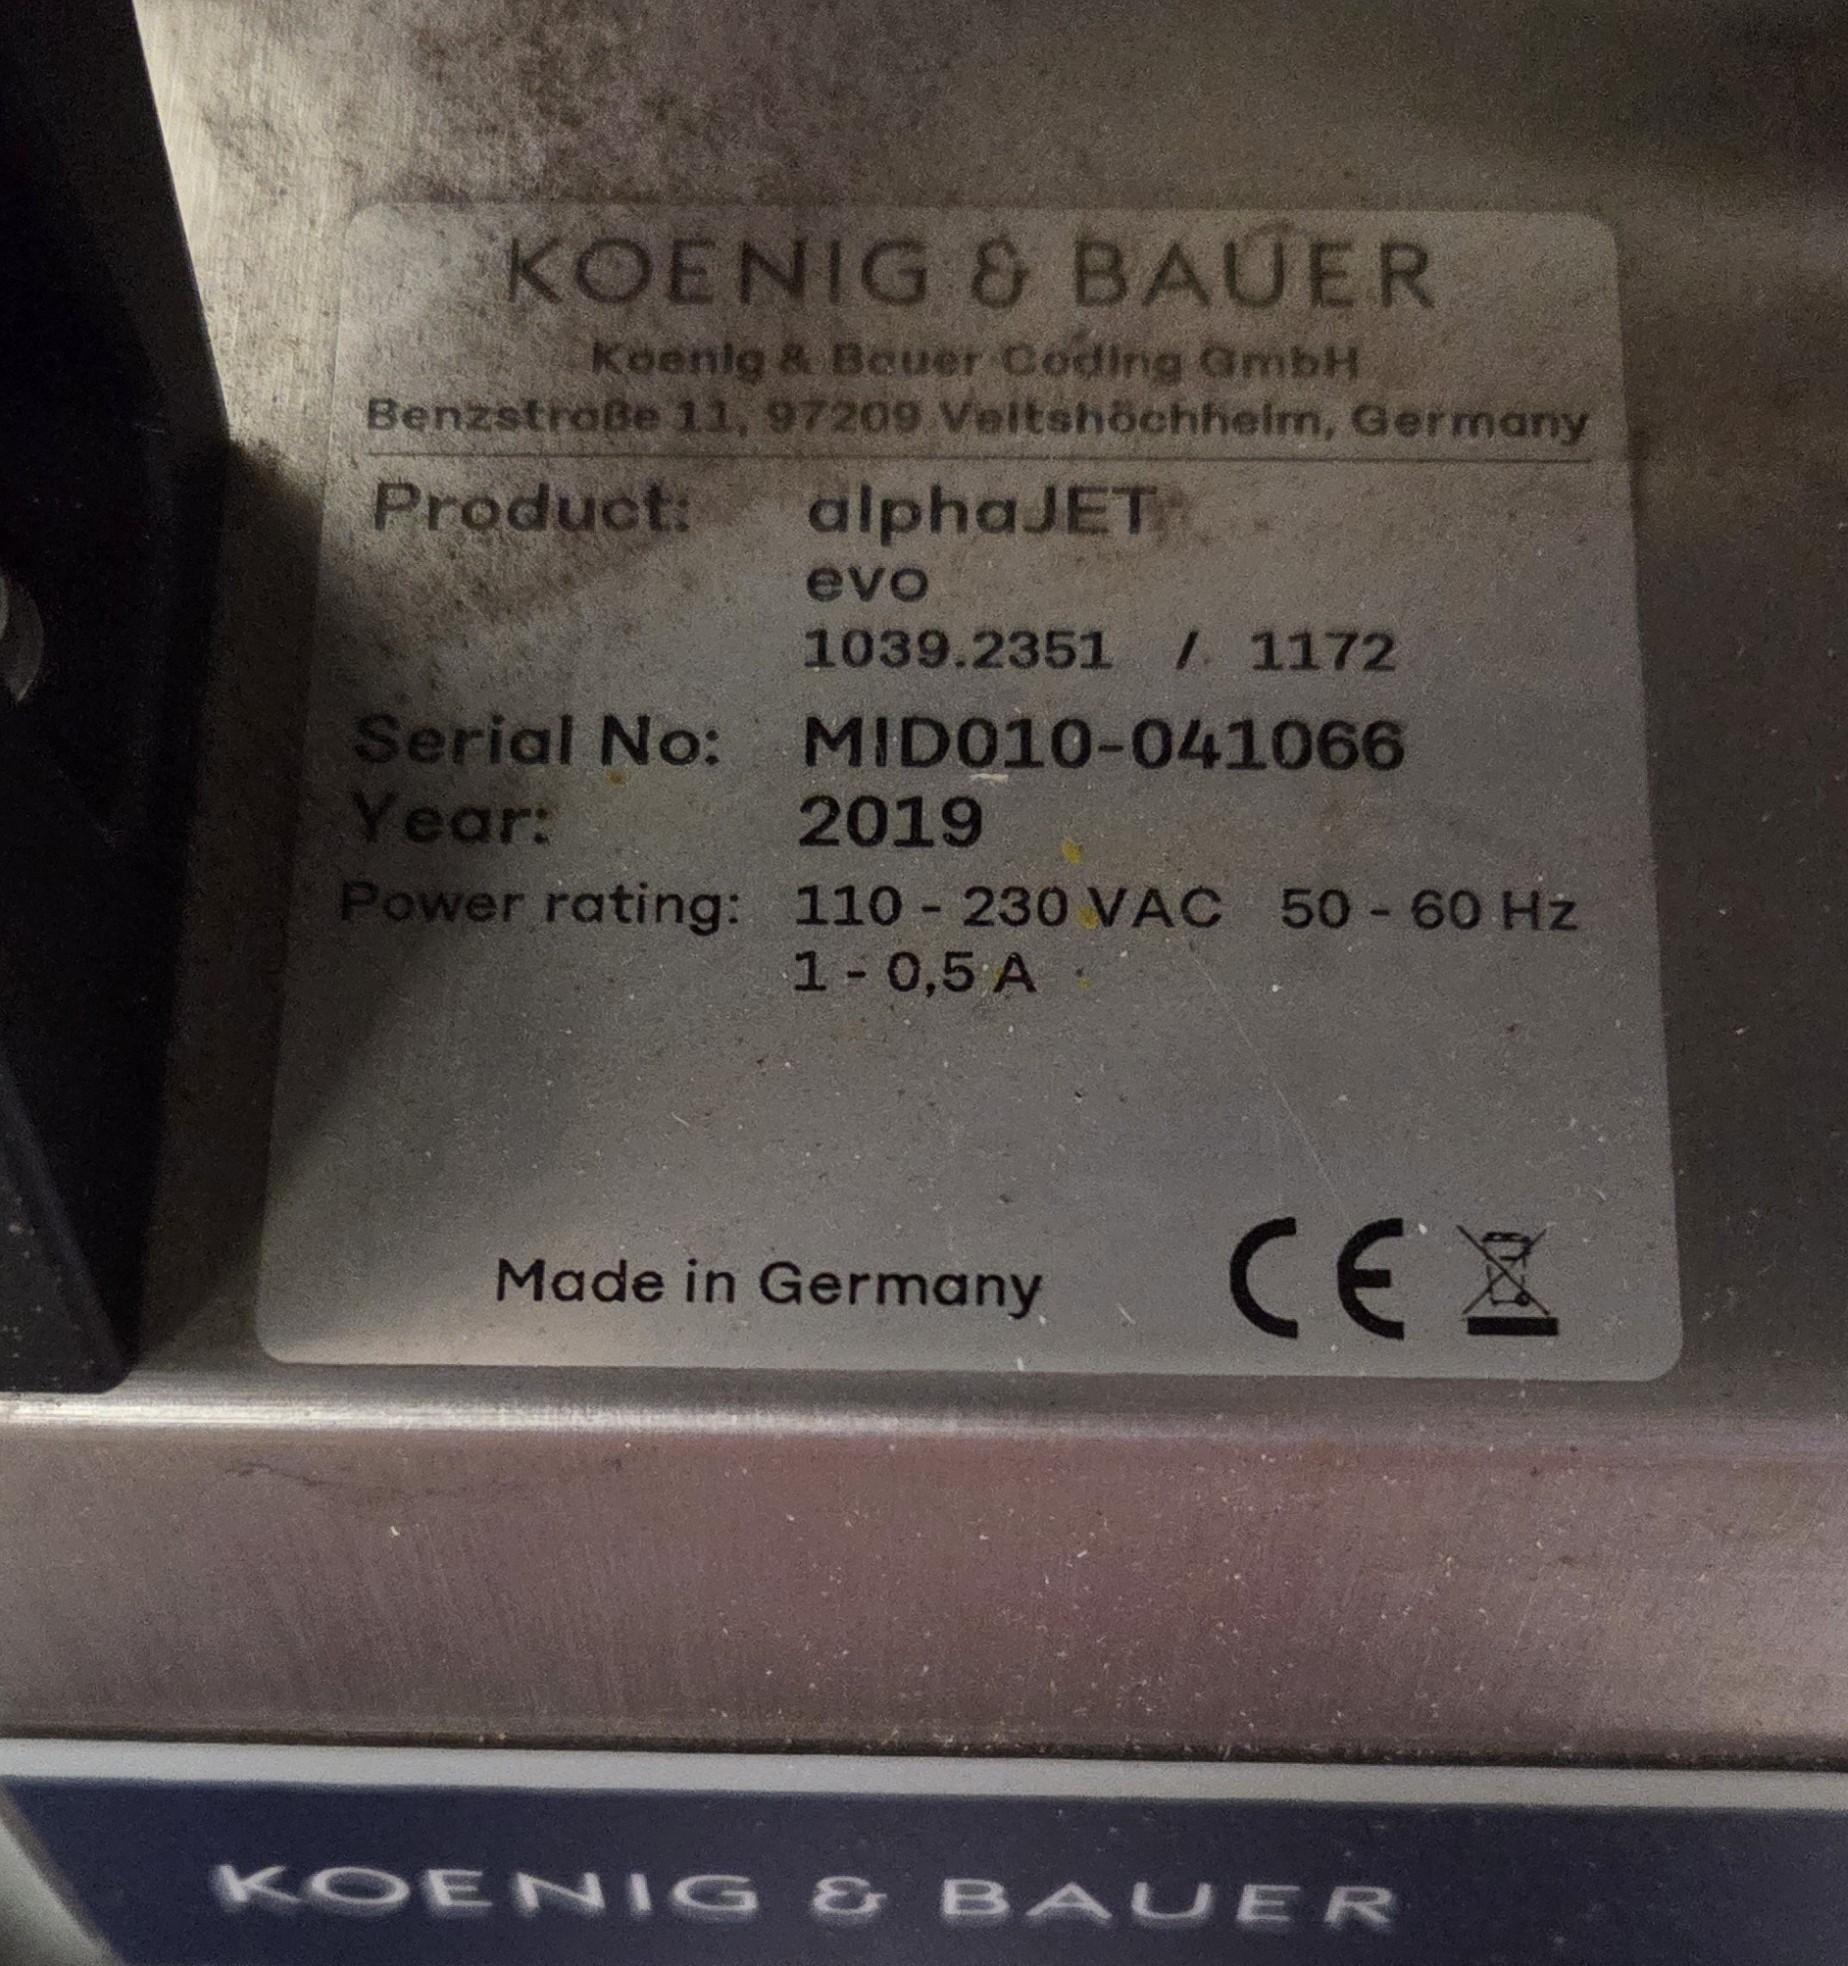 KOENIG & BAUER
Koenig & Bauer Coding GmbH
Benzstraße 11, 97209 Veitshöchheim, Germany
Product: alphaJET
evo
1039.2351 / 1172
Serial No: MID010-041066
Year: 2019
Power rating: 110 - 230 VAC 50 - 60 Hz
1 - 0,5 A
Made in Germany CE
KOENIG & BAUER